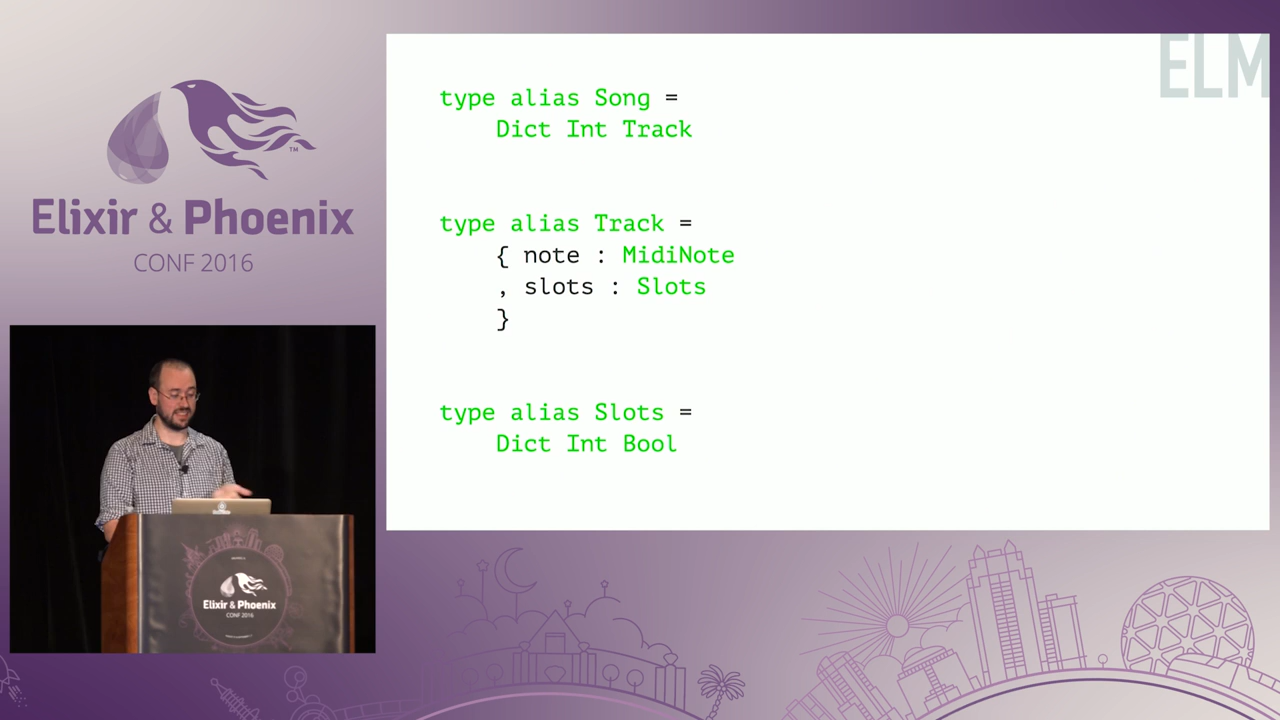 Elixir & Phoenix
CONF 2016
TM
ELM
type alias Song =
    Dict Int Track
type alias Track =
    { note : MidiNote
    , slots : Slots
    }
type alias Slots =
    Dict Int Bool
Elixir & Phoenix
CONF 2016